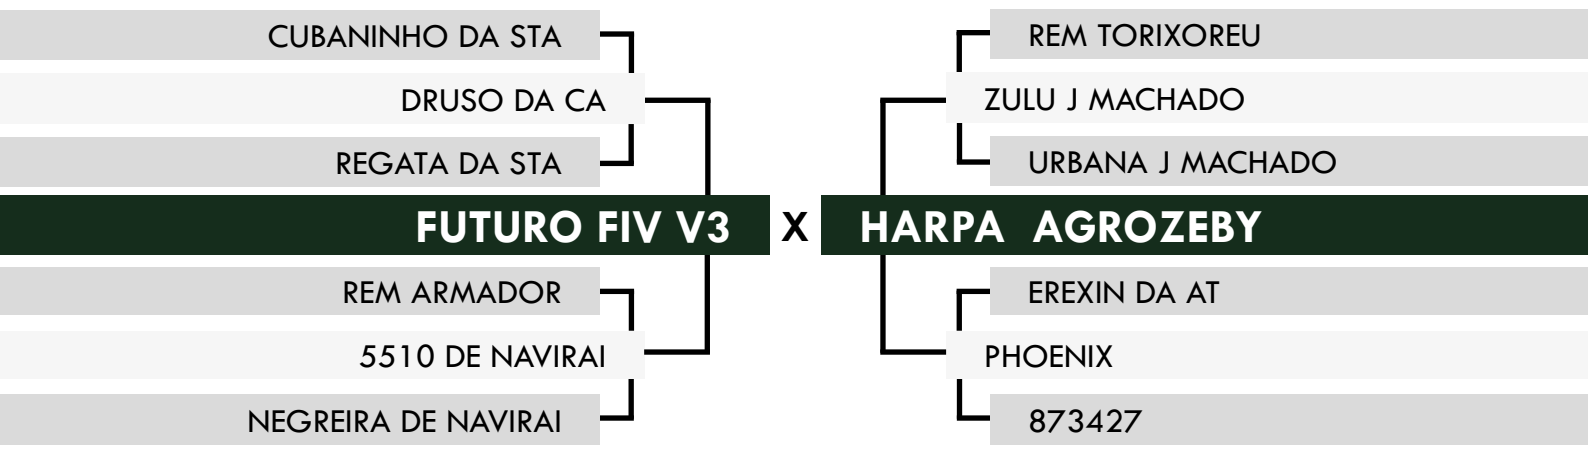 CUBANINHO DA STA
DRUSO DA CA
REGATA DA STA
FUTURO FIV V3
REM ARMADOR
5510 DE NAVIRAI
NEGREIRA DE NAVIRAI
X
REM TORIXOREU
ZULU J MACHADO
URBANA J MACHADO
HARPA AGROZEBY
EREXIN DA AT
PHOENIX
873427